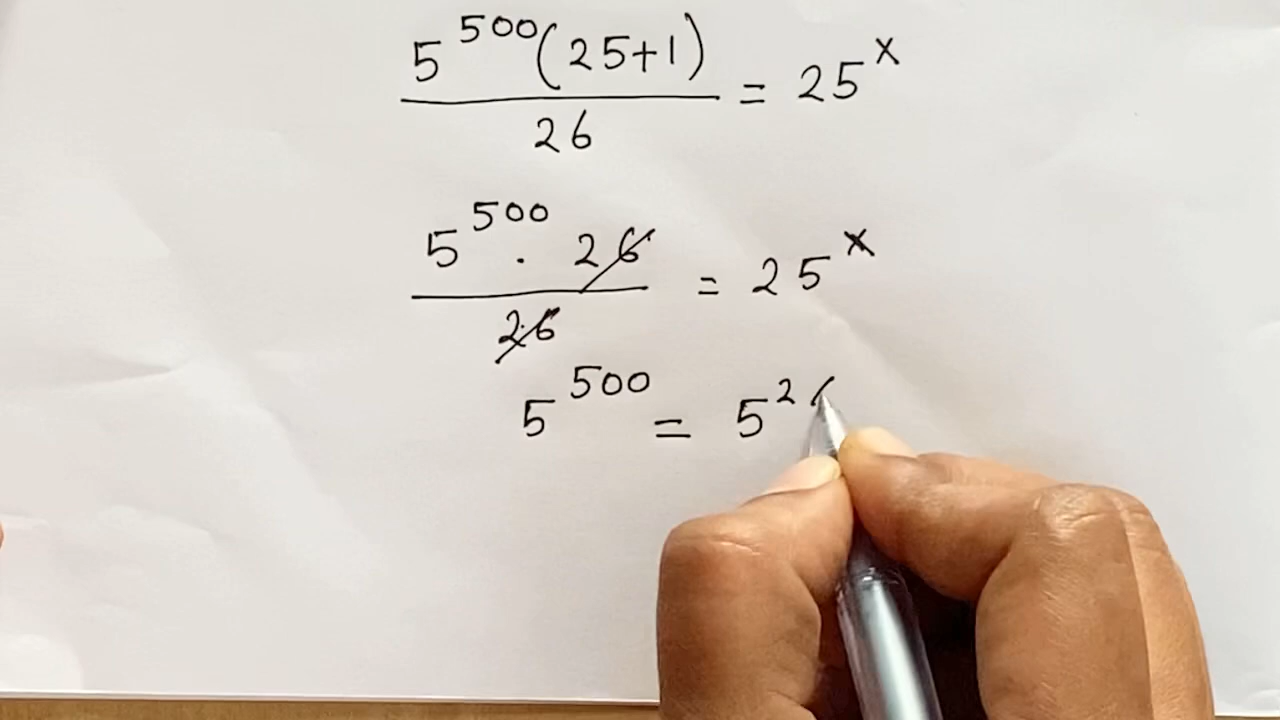 5^500(25+1)/26 = 25^x
5^500 . 26/26 = 25^x
5^500 = 5^2(